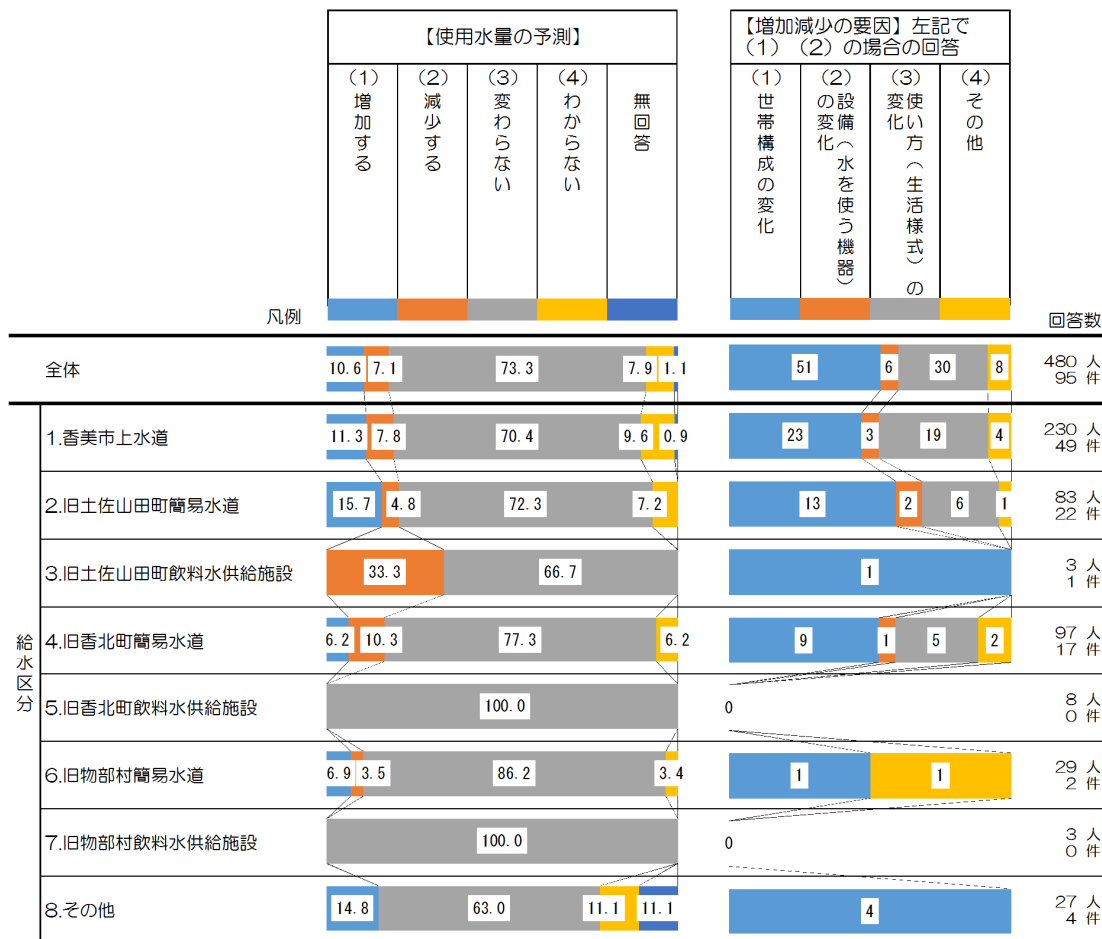 【使用水量の予測】
【増加減少の要因】左記で
（1）（2）の場合の回答
（1）増加する
（2）減少する
（3）変わらない
（4）わからない
無回答
（1）世帯構成の変化
（2）設備（水を使う機器）
の変化
（3）使い方（生活様式）の
変化
（4）その他
凡例
回答数
全体
10.6 7.1 73.3 7.9 1.1
51 6 30 8
480 人
95 件
給水区分
1.香美市上水道
11.3 7.8 70.4 9.6 0.9
23 3 19 4
230 人
49 件
2.旧土佐山田町簡易水道
15.7 4.8 72.3 7.2
13 2 6 1
83 人
22 件
3.旧土佐山田町飲料水供給施設
33.3 66.7
1
3 人
1 件
4.旧香北町簡易水道
6.2 10.3 77.3 6.2
9 1 5 2
97 人
17 件
5.旧香北町飲料水供給施設
100.0
0
8 人
0 件
6.旧物部村簡易水道
6.9 3.5 86.2 3.4
1 1
29 人
2 件
7.旧物部村飲料水供給施設
100.0
0
3 人
0 件
8.その他
14.8 63.0 11.1 11.1
4
27 人
4 件